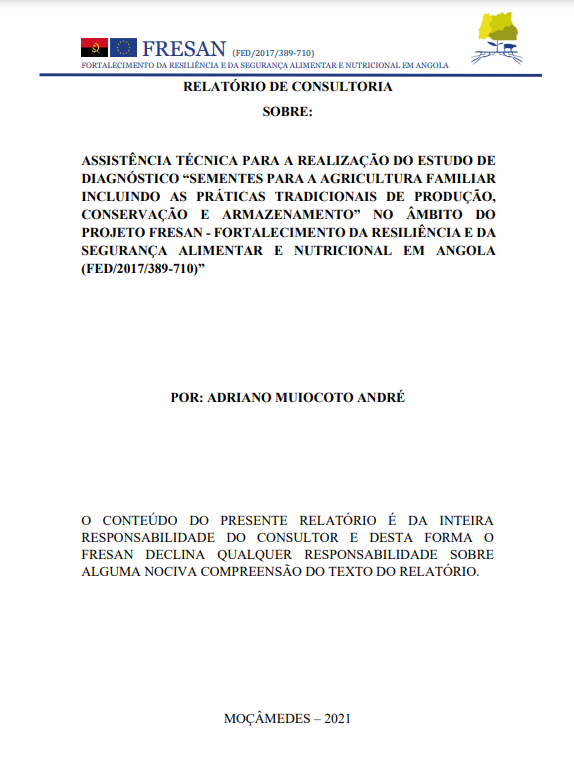 FRESAN (FED/2017/389-710)
FORTALECIMENTO DA RESILIÊNCIA E DA SEGURANÇA ALIMENTAR E NUTRICIONAL EM ANGOLA
RELATÓRIO DE CONSULTORIA
SOBRE:
ASSISTÊNCIA TÉCNICA PARA A REALIZAÇÃO DO ESTUDO DE
DIAGNÓSTICO “SEMENTES PARA A AGRICULTURA FAMILIAR
INCLUINDO AS PRÁTICAS TRADICIONAIS DE PRODUÇÃO,
CONSERVAÇÃO E ARMAZENAMENTO” NO ÂMBITO DO
PROJETO FRESAN - FORTALECIMENTO DA RESILIÊNCIA E DA
SEGURANÇA ALIMENTAR E NUTRICIONAL EM ANGOLA
(FED/2017/389-710)”
POR: ADRIANO MUIOCOTO ANDRÉ
O CONTEÚDO DO PRESENTE RELATÓRIO É DA INTEIRA
RESPONSABILIDADE DO CONSULTOR E DESTA FORMA O
FRESAN DECLINA QUALQUER RESPONSABILIDADE SOBRE
ALGUMA NOCIVA COMPREENSÃO DO TEXTO DO RELATÓRIO.
MOÇÂMEDES – 2021